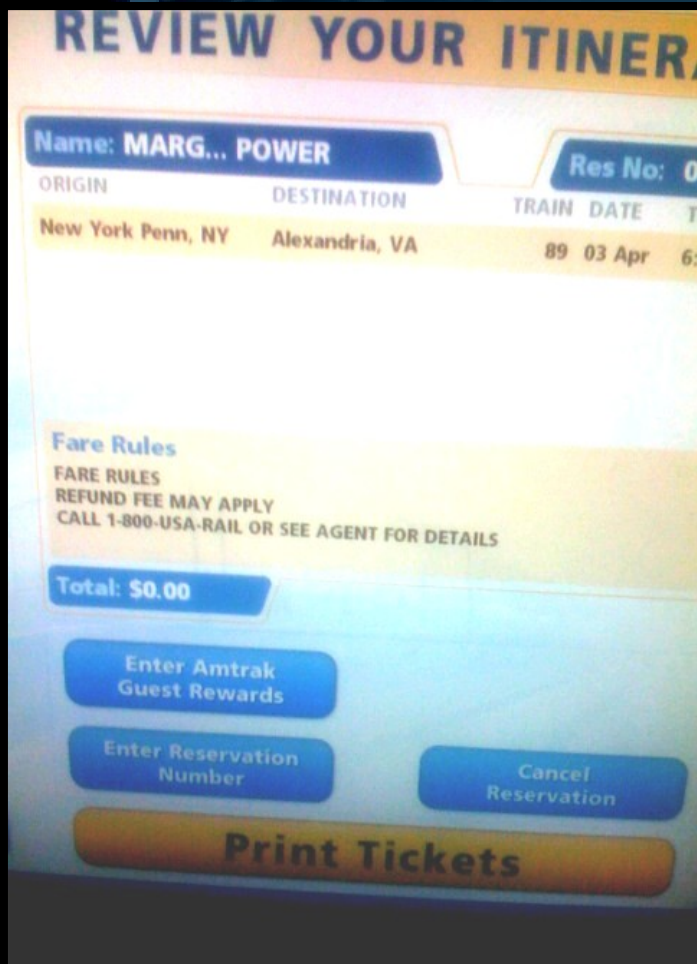 REVIEW YOUR ITINERA
Name: MARG... POWER
Res No: 0
ORIGIN DESTINATION TRAIN DATE T
New York Penn, NY Alexandria, VA 89 03 Apr 6:
Fare Rules
FARE RULES
REFUND FEE MAY APPLY
CALL 1-800-USA-RAIL OR SEE AGENT FOR DETAILS
Total: $0.00
Enter Amtrak
Guest Rewards
Enter Reservation
Number
Cancel
Reservation
Print Tickets